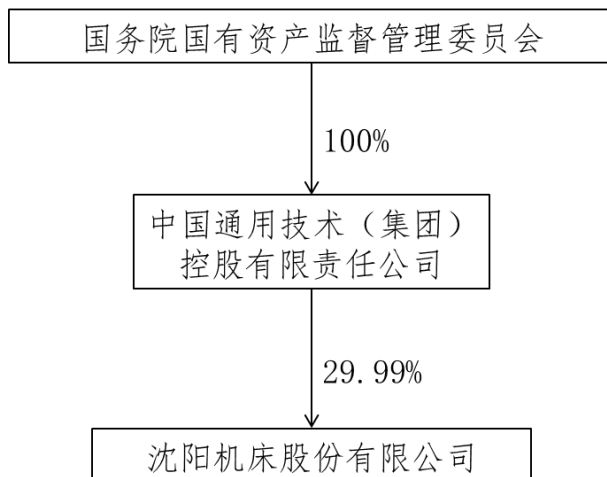 国务院国有资产监督管理委员会
100%
中国通用技术（集团）
控股有限责任公司
29.99%
沈阳机床股份有限公司